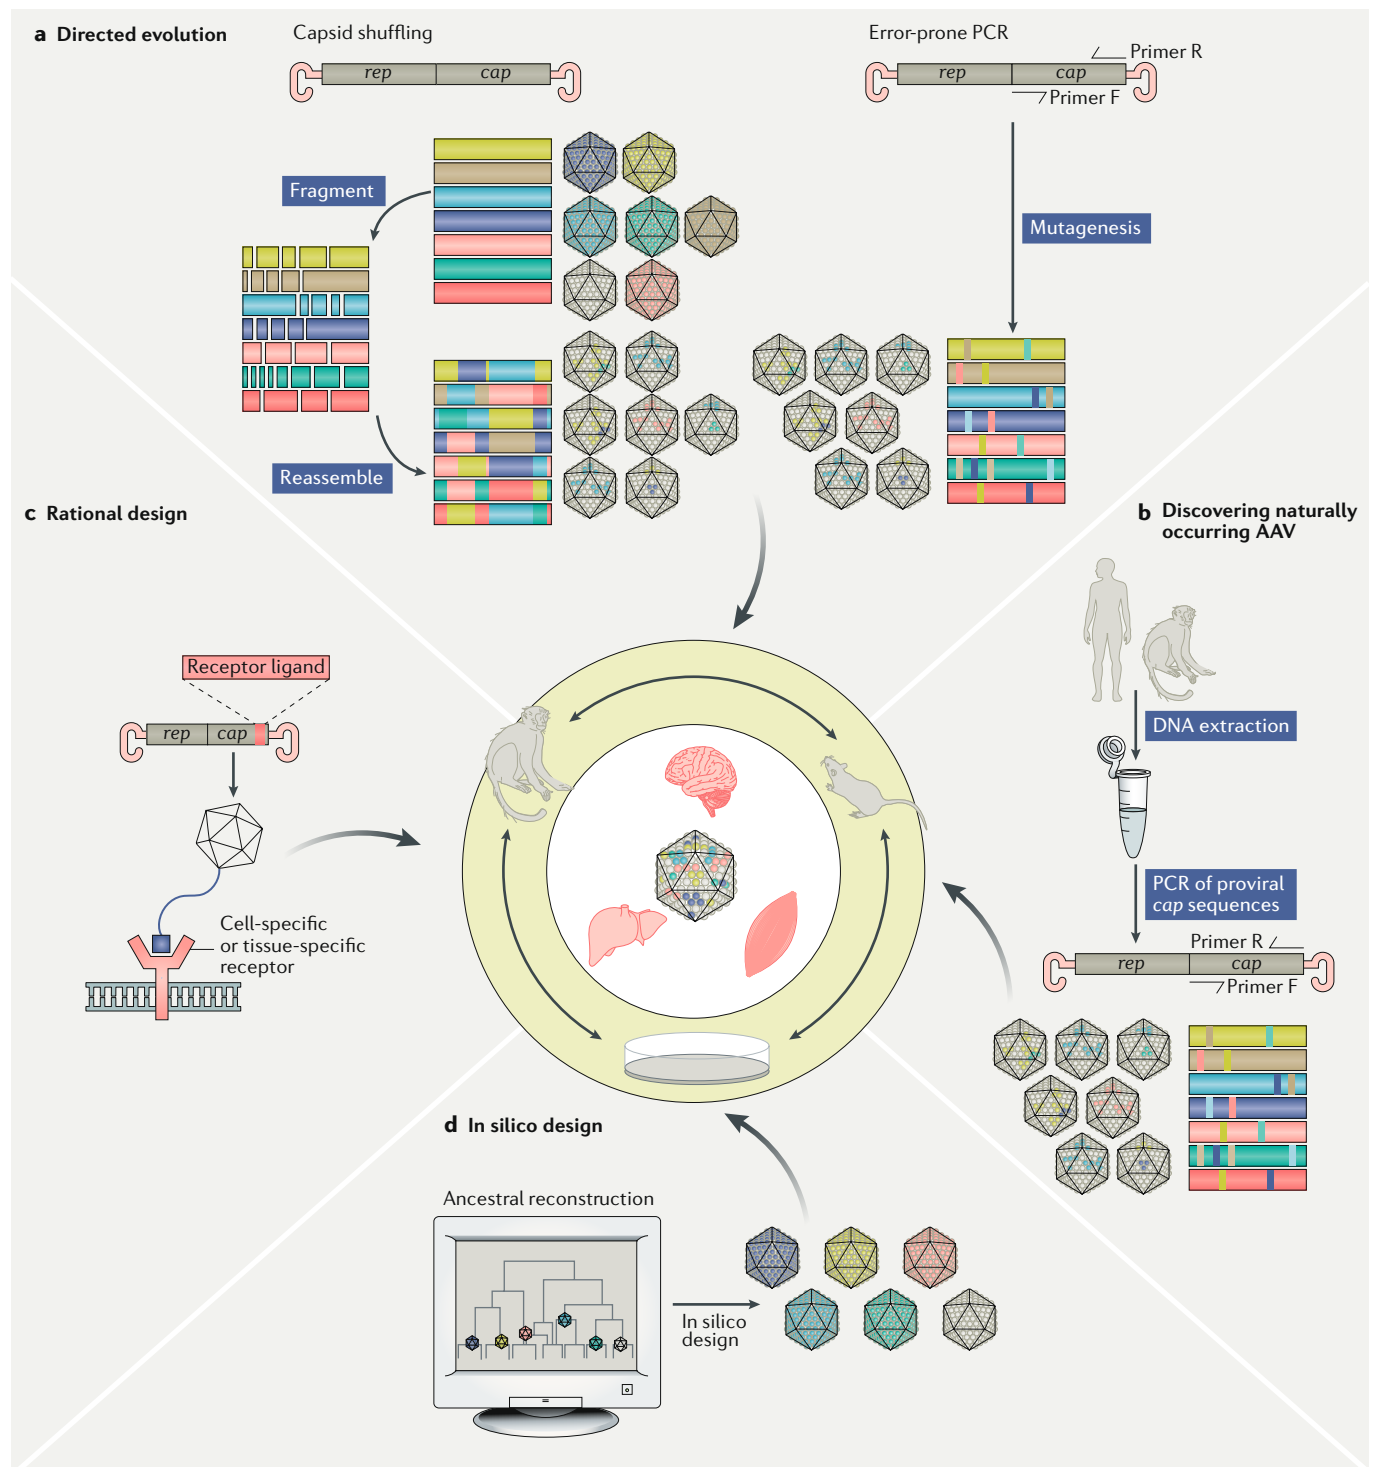 a Directed evolution
Capsid shuffling
rep
cap
Error-prone PCR
Primer R
rep
cap
Primer F
Fragment
Reassemble
Mutagenesis
b Discovering naturally
occurring AAV
DNA extraction
PCR of proviral
cap sequences
Primer R
rep
cap
Primer F
c Rational design
Receptor ligand
rep
cap
Cell-specific
or tissue-specific
receptor
d In silico design
Ancestral reconstruction
In silico
design